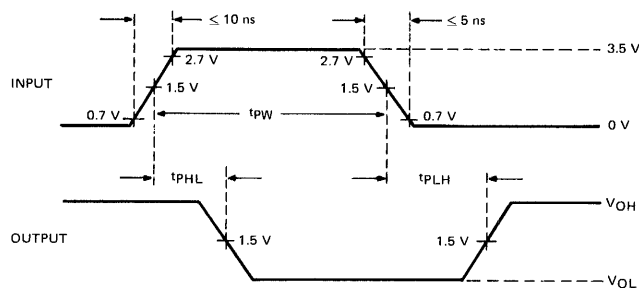 ≤ 10 ns
≤ 5 ns
3.5 V
2.7 V
2.7 V
INPUT
1.5 V
1.5 V
0.7 V
tPW
0.7 V
0 V
tPHL
tPLH
VOH
OUTPUT
1.5 V
1.5 V
VOL